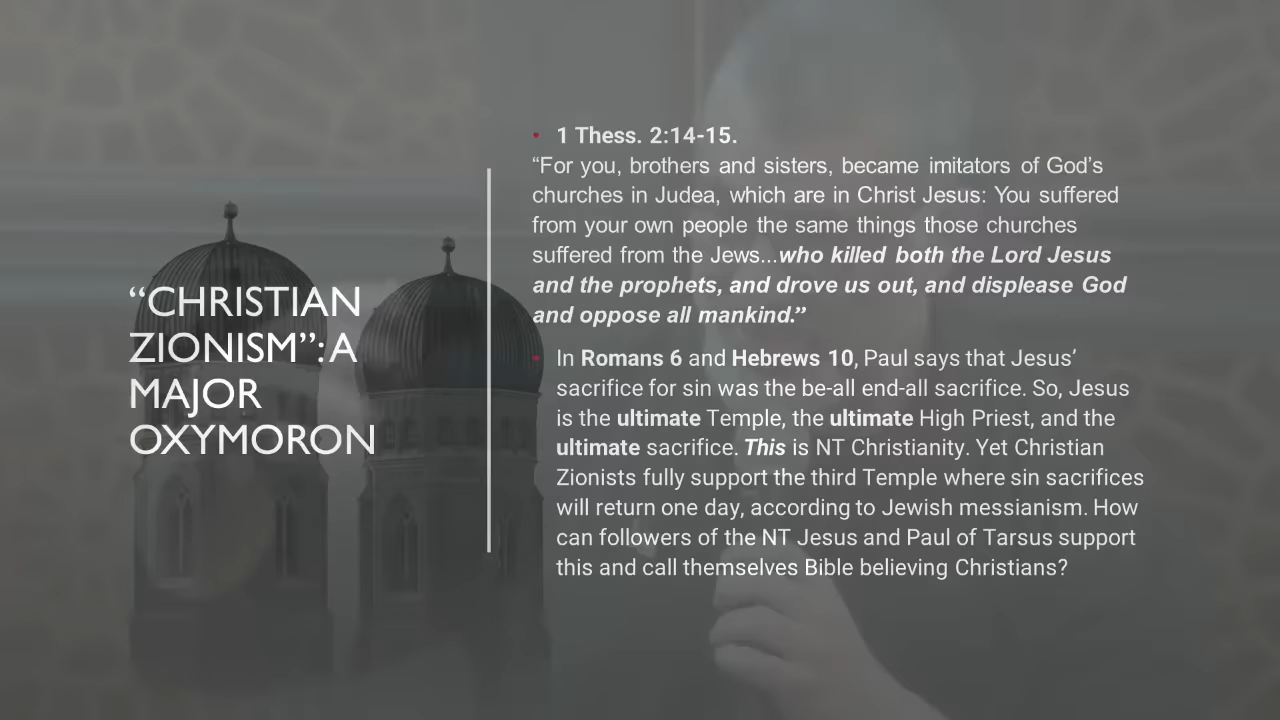 “CHRISTIAN
ZIONISM”: A
MAJOR
OXYMORON
• 1 Thess. 2:14-15.
“For you, brothers and sisters, became imitators of God’s
churches in Judea, which are in Christ Jesus: You suffered
from your own people the same things those churches
suffered from the Jews...who killed both the Lord Jesus
and the prophets, and drove us out, and displease God
and oppose all mankind.”
• In Romans 6 and Hebrews 10, Paul says that Jesus’
sacrifice for sin was the be-all end-all sacrifice. So, Jesus
is the ultimate Temple, the ultimate High Priest, and the
ultimate sacrifice. This is NT Christianity. Yet Christian
Zionists fully support the third Temple where sin sacrifices
will return one day, according to Jewish messianism. How
can followers of the NT Jesus and Paul of Tarsus support
this and call themselves Bible believing Christians?